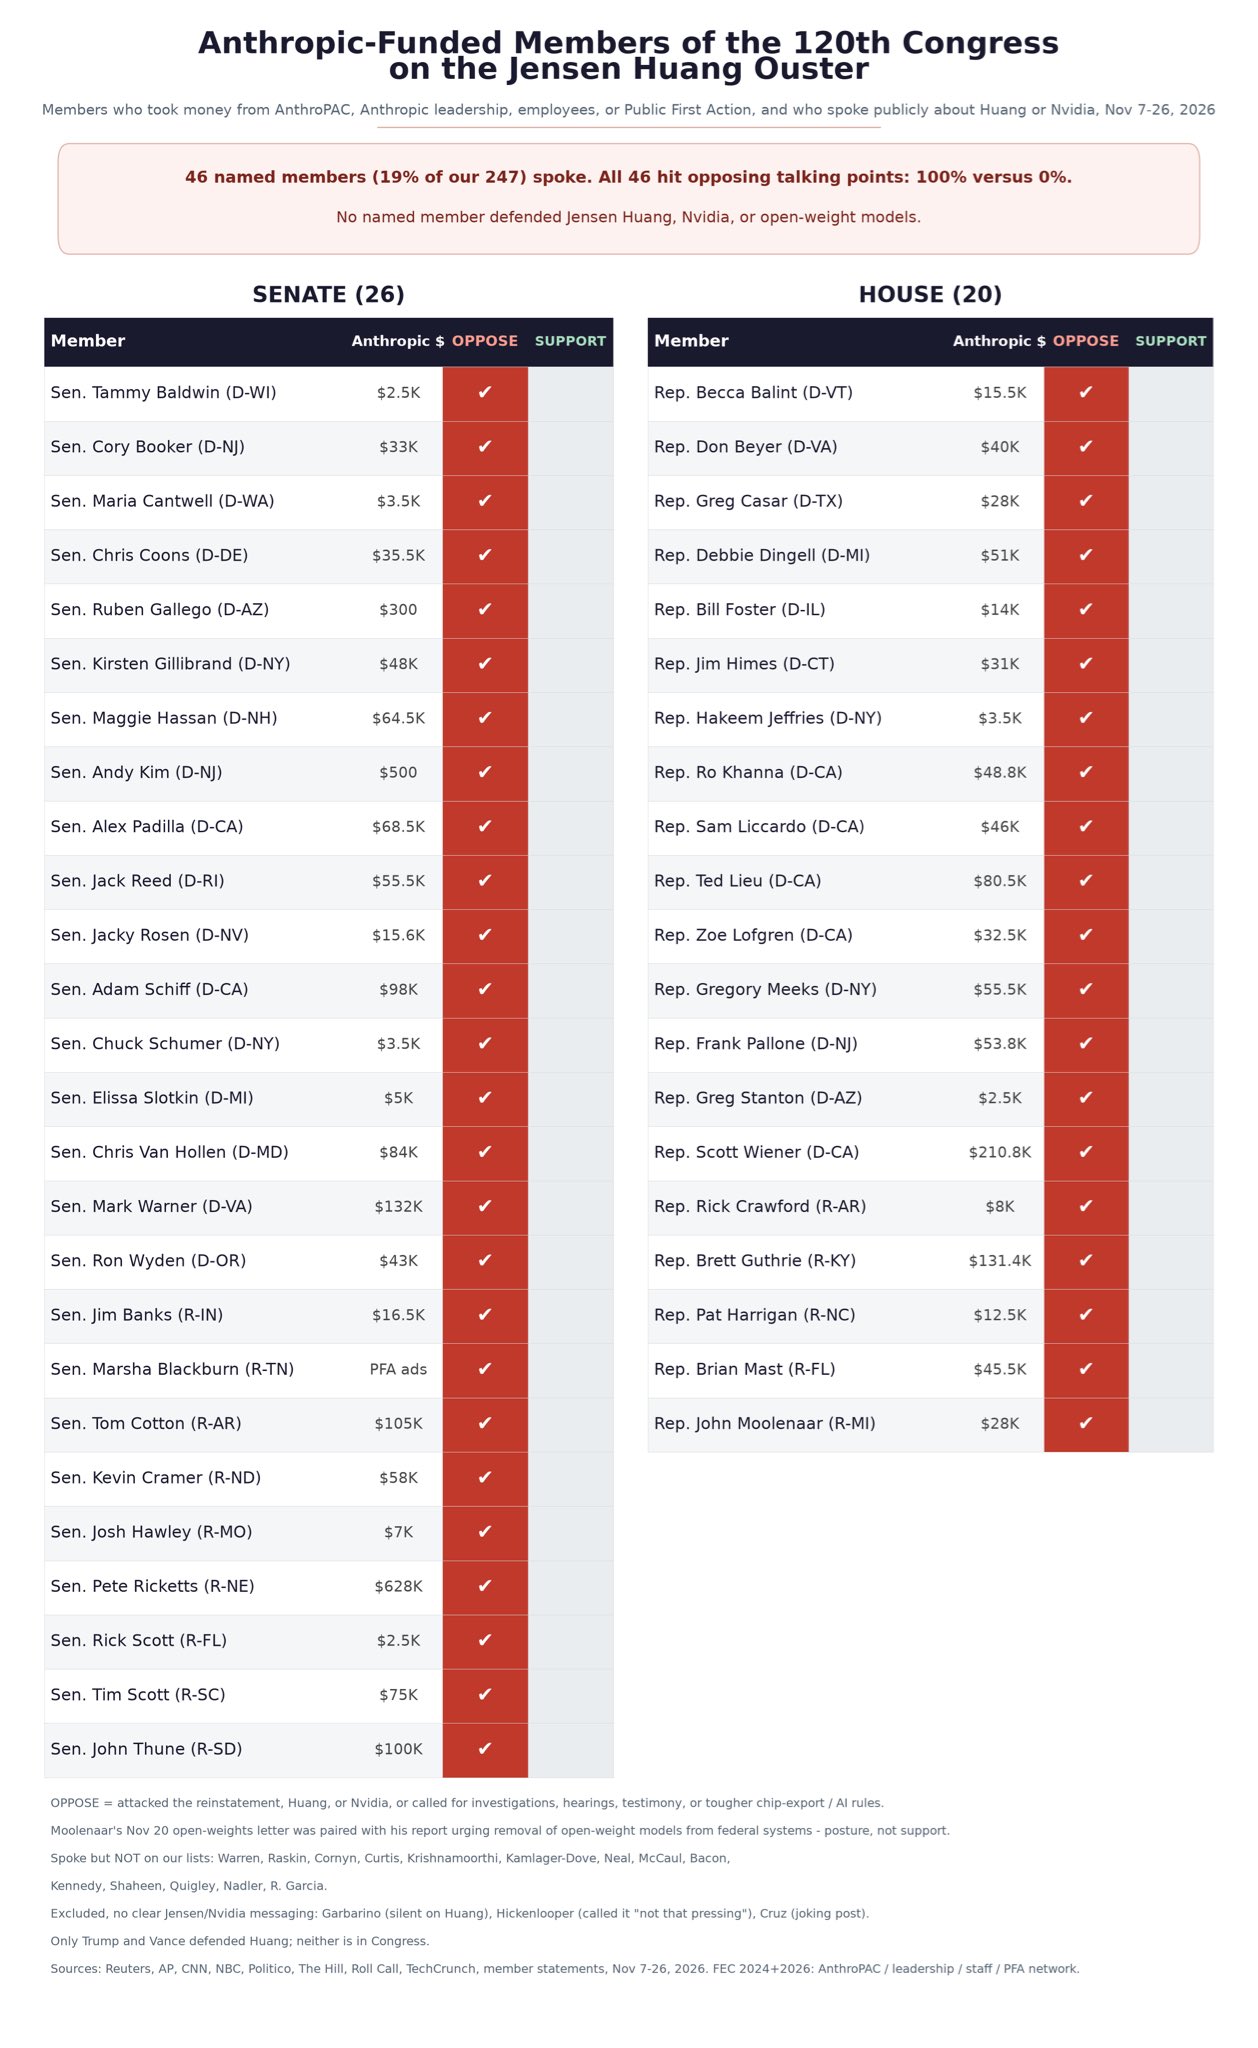 Anthropic-Funded Members of the 120th Congress
on the Jensen Huang Ouster
Members who took money from AnthroPAC, Anthropic leadership, employees, or Public First Action, and who spoke publicly about Huang or Nvidia, Nov 7-26, 2026
46 named members (19% of our 247) spoke. All 46 hit opposing talking points: 100% versus 0%.
No named member defended Jensen Huang, Nvidia, or open-weight models.
SENATE (26)
Member Anthropic $ OPPOSE SUPPORT
Sen. Tammy Baldwin (D-WI) $2.5K ✔
Sen. Cory Booker (D-NJ) $33K ✔
Sen. Maria Cantwell (D-WA) $3.5K ✔
Sen. Chris Coons (D-DE) $35.5K ✔
Sen. Ruben Gallego (D-AZ) $300 ✔
Sen. Kirsten Gillibrand (D-NY) $48K ✔
Sen. Maggie Hassan (D-NH) $64.5K ✔
Sen. Andy Kim (D-NJ) $500 ✔
Sen. Alex Padilla (D-CA) $68.5K ✔
Sen. Jack Reed (D-RI) $55.5K ✔
Sen. Jacky Rosen (D-NV) $15.6K ✔
Sen. Adam Schiff (D-CA) $98K ✔
Sen. Chuck Schumer (D-NY) $3.5K ✔
Sen. Elissa Slotkin (D-MI) $5K ✔
Sen. Chris Van Hollen (D-MD) $84K ✔
Sen. Mark Warner (D-VA) $132K ✔
Sen. Ron Wyden (D-OR) $43K ✔
Sen. Jim Banks (R-IN) $16.5K ✔
Sen. Marsha Blackburn (R-TN) PFA ads ✔
Sen. Tom Cotton (R-AR) $105K ✔
Sen. Kevin Cramer (R-ND) $58K ✔
Sen. Josh Hawley (R-MO) $7K ✔
Sen. Pete Ricketts (R-NE) $628K ✔
Sen. Rick Scott (R-FL) $2.5K ✔
Sen. Tim Scott (R-SC) $75K ✔
Sen. John Thune (R-SD) $100K ✔
HOUSE (20)
Member Anthropic $ OPPOSE SUPPORT
Rep. Becca Balint (D-VT) $15.5K ✔
Rep. Don Beyer (D-VA) $40K ✔
Rep. Greg Casar (D-TX) $28K ✔
Rep. Debbie Dingell (D-MI) $51K ✔
Rep. Bill Foster (D-IL) $14K ✔
Rep. Jim Himes (D-CT) $31K ✔
Rep. Hakeem Jeffries (D-NY) $3.5K ✔
Rep. Ro Khanna (D-CA) $48.8K ✔
Rep. Sam Liccardo (D-CA) $46K ✔
Rep. Ted Lieu (D-CA) $80.5K ✔
Rep. Zoe Lofgren (D-CA) $32.5K ✔
Rep. Gregory Meeks (D-NY) $55.5K ✔
Rep. Frank Pallone (D-NJ) $53.8K ✔
Rep. Greg Stanton (D-AZ) $2.5K ✔
Rep. Scott Wiener (D-CA) $210.8K ✔
Rep. Rick Crawford (R-AR) $8K ✔
Rep. Brett Guthrie (R-KY) $131.4K ✔
Rep. Pat Harrigan (R-NC) $12.5K ✔
Rep. Brian Mast (R-FL) $45.5K ✔
Rep. John Moolenaar (R-MI) $28K ✔
OPPOSE = attacked the reinstatement, Huang, or Nvidia, or called for investigations, hearings, testimony, or tougher chip-export / AI rules.
Moolenaar's Nov 20 open-weights letter was paired with his report urging removal of open-weight models from federal systems - posture, not support.
Spoke but NOT on our lists: Warren, Raskin, Cornyn, Curtis, Krishnamoorthi, Kamlager-Dove, Neal, McCaul, Bacon,
Kennedy, Shaheen, Quigley, Nadler, R. Garcia.
Excluded, no clear Jensen/Nvidia messaging: Garbarino (silent on Huang), Hickenlooper (called it "not that pressing"), Cruz (joking post).
Only Trump and Vance defended Huang; neither is in Congress.
Sources: Reuters, AP, CNN, NBC, Politico, The Hill, Roll Call, TechCrunch, member statements, Nov 7-26, 2026. FEC 2024+2026: AnthroPAC / leadership / staff / PFA network.